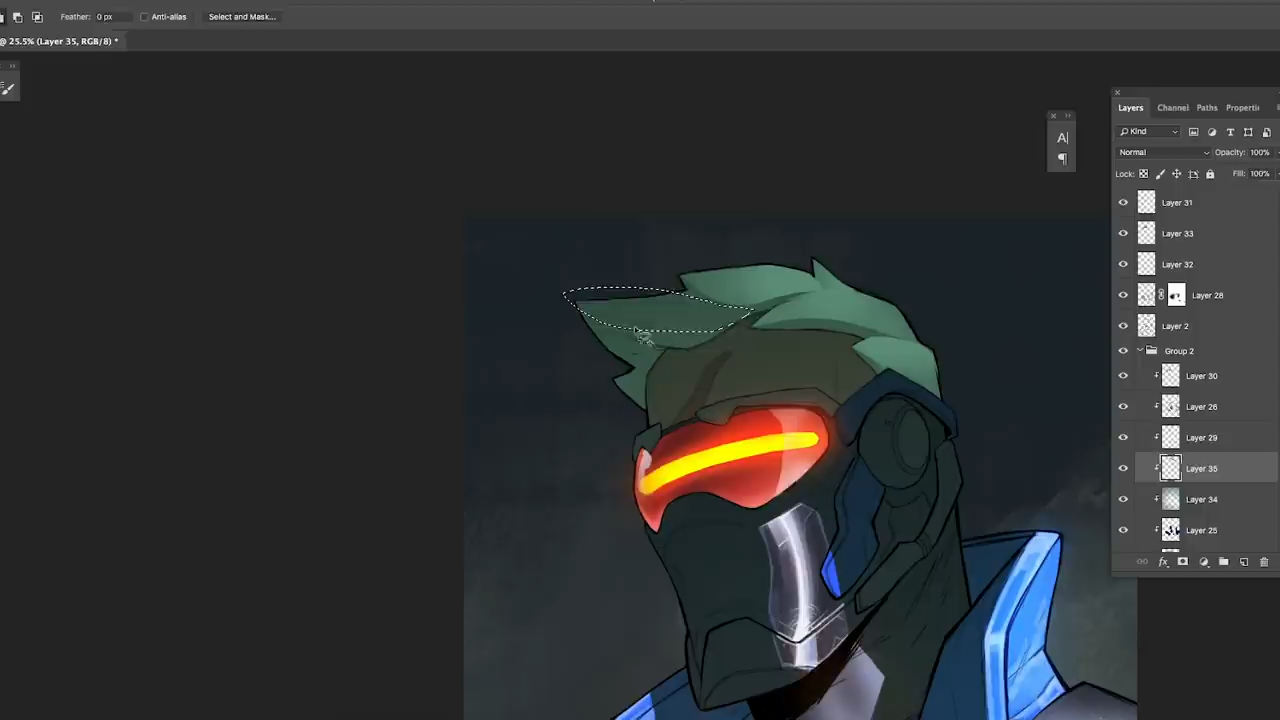 Feather: 0 px Anti-alias Select and Mask...
@ 25.5% (Layer 35, RGB/8) *
Layers Channel Paths Properti
Kind
Normal Opacity: 100%
Lock: Fill: 100%
Layer 31
Layer 33
Layer 32
Layer 28
Layer 2
Group 2
Layer 30
Layer 26
Layer 29
Layer 35
Layer 34
Layer 25
fx